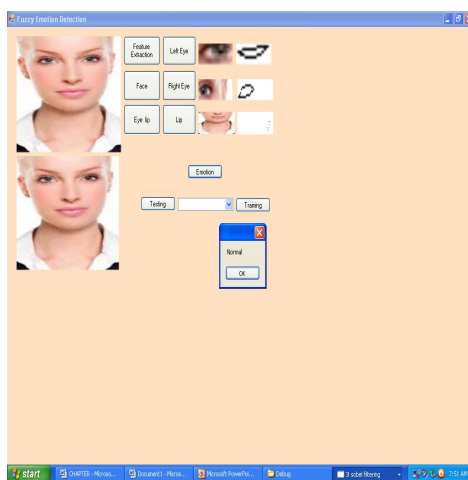 Fuzzy Emotion Detection
Feature Extraction
Left Eye
Face
Right Eye
Eye lip
Lip
Emotion
Testing
Training
Normal
OK
start
CHAPTER - Microso...
Document1 - Micros...
Microsoft PowerPoi...
Debug
3 sobel filtering
7:51 AM